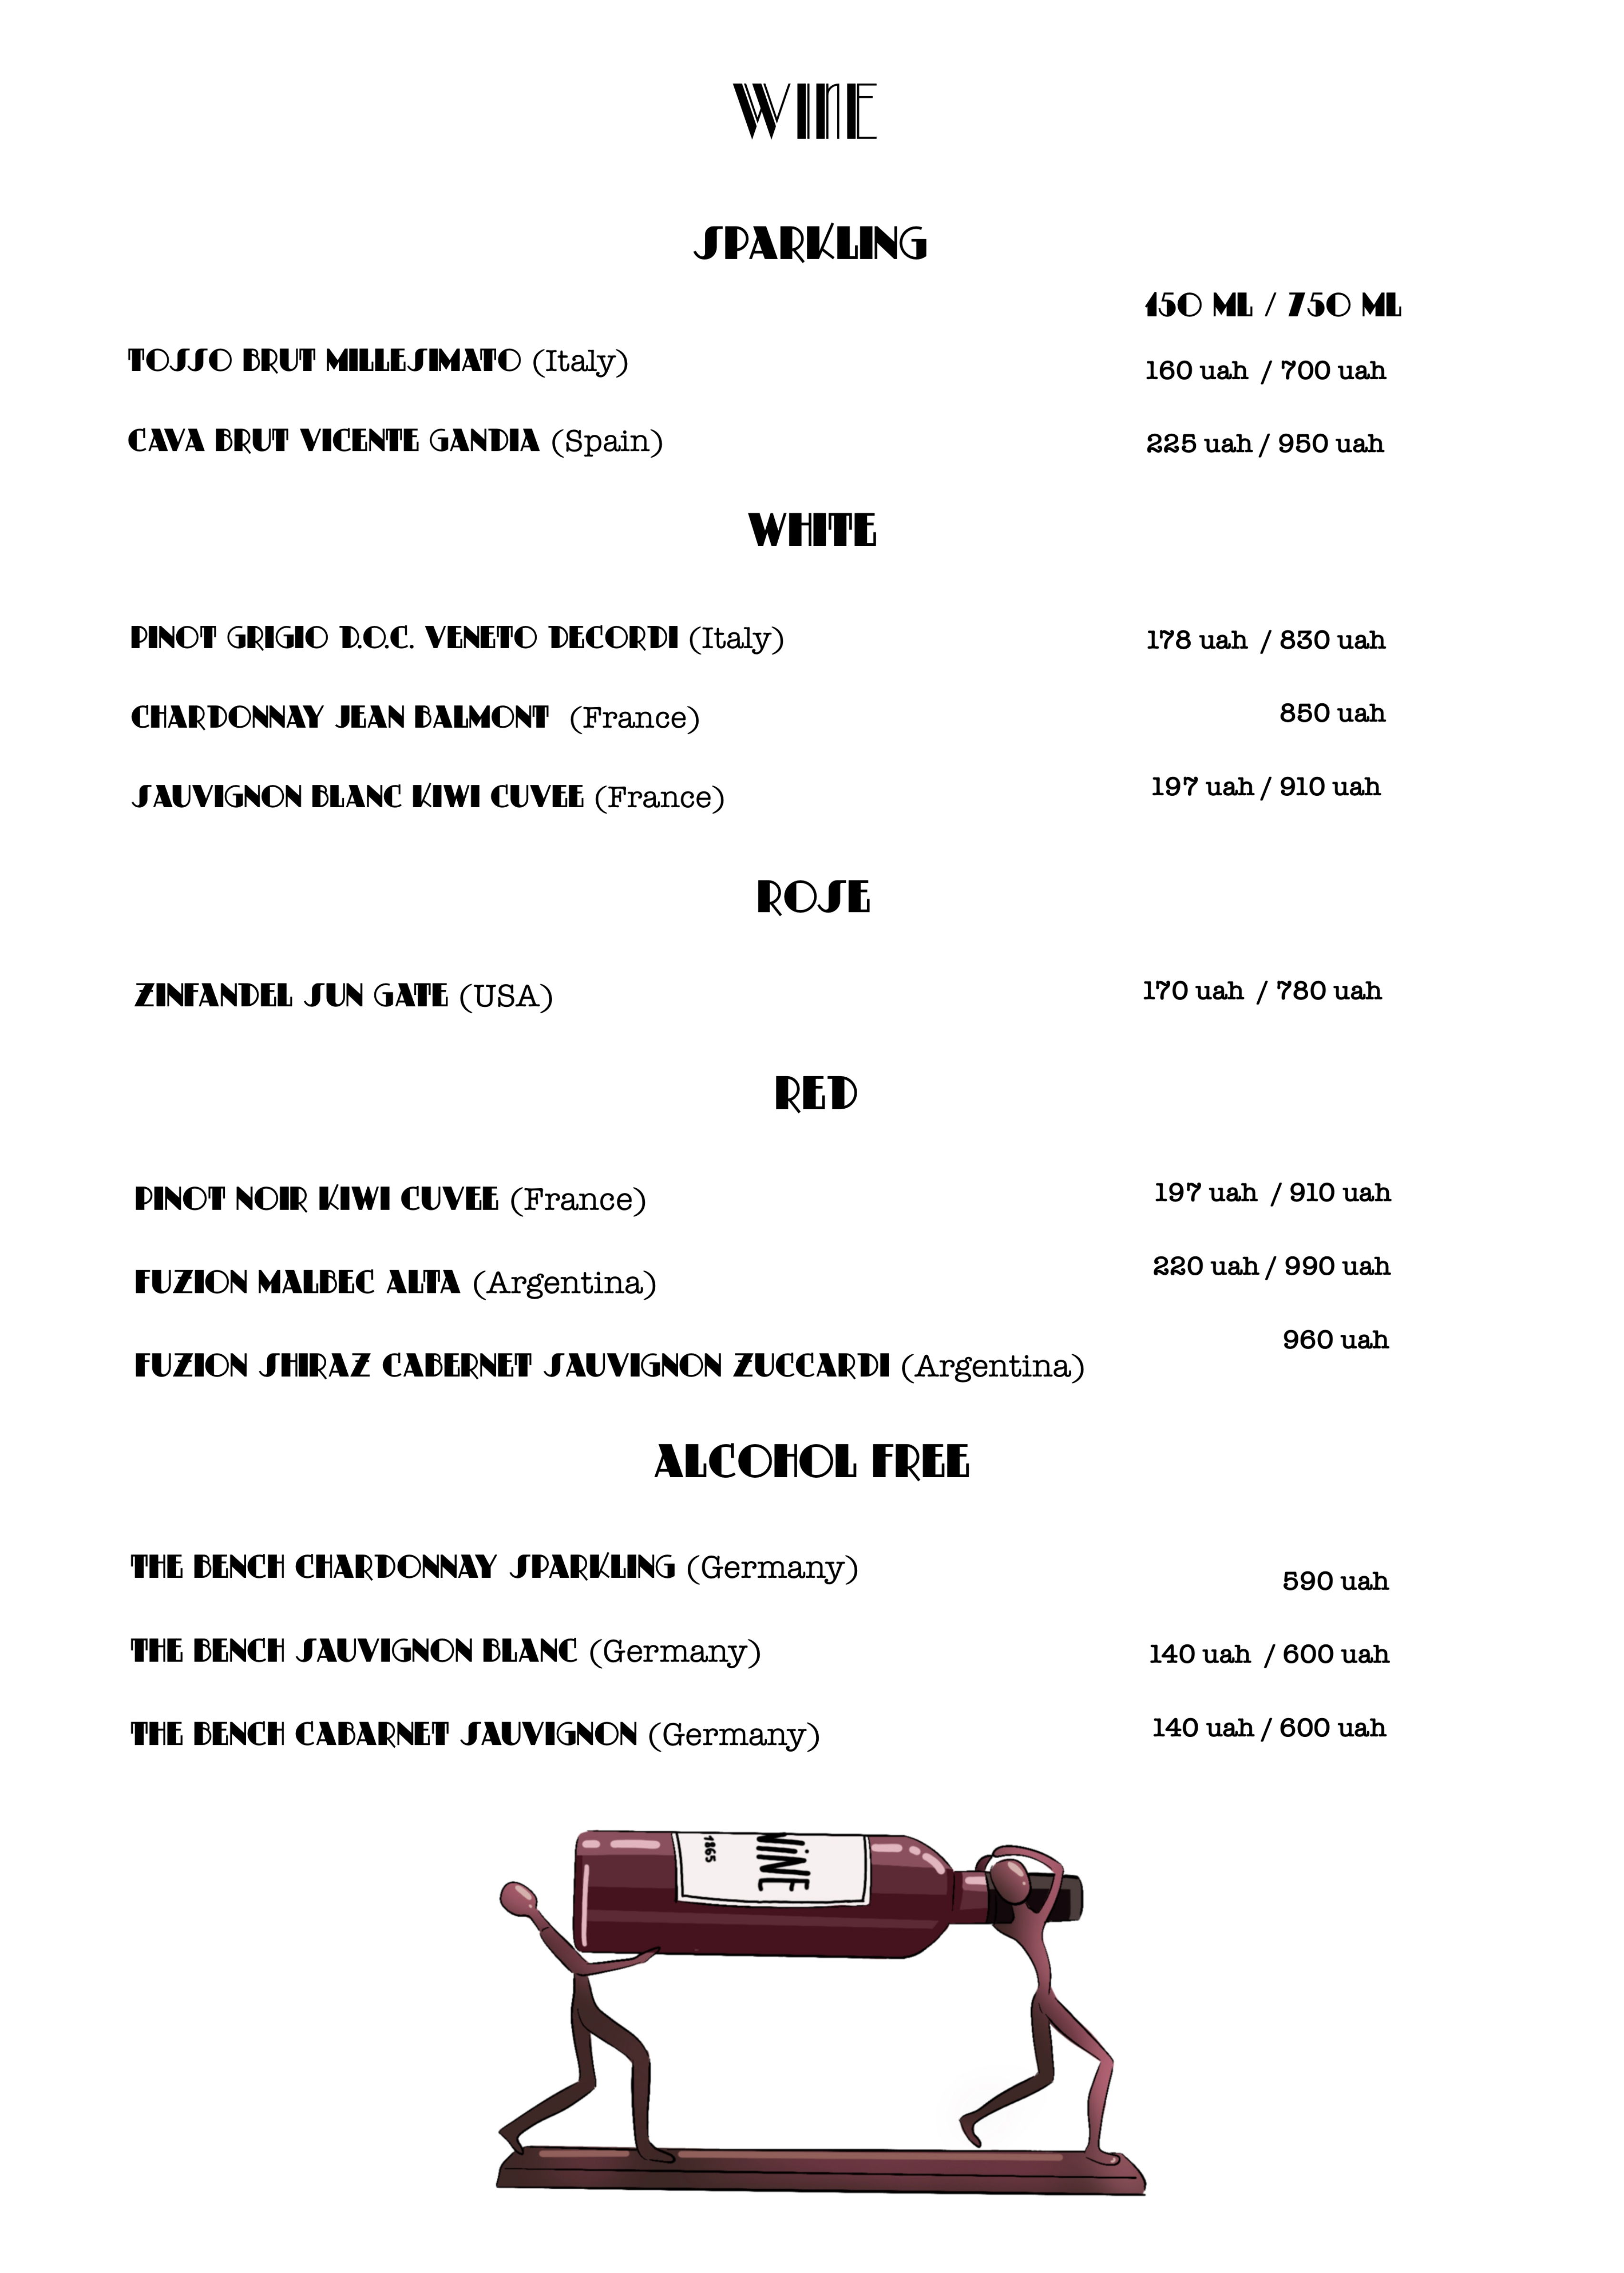 WINE
SPARKLING
150 ML / 750 ML
TOSSO BRUT MILLESIMATO (Italy) 160 uah / 700 uah
CAVA BRUT VICENTE GANDIA (Spain) 225 uah / 950 uah
WHITE
PINOT GRIGIO D.O.C. VENETO DECORDI (Italy) 178 uah / 830 uah
CHARDONNAY JEAN BALMONT (France) 850 uah
SAUVIGNON BLANC KIWI CUVEE (France) 197 uah / 910 uah
ROSE
ZINFANDEL SUN GATE (USA) 170 uah / 780 uah
RED
PINOT NOIR KIWI CUVEE (France) 197 uah / 910 uah
FUZION MALBEC ALTA (Argentina) 220 uah / 990 uah
FUZION SHIRAZ CABERNET SAUVIGNON ZUCCARDI (Argentina) 960 uah
ALCOHOL FREE
THE BENCH CHARDONNAY SPARKLING (Germany) 590 uah
THE BENCH SAUVIGNON BLANC (Germany) 140 uah / 600 uah
THE BENCH CABARNET SAUVIGNON (Germany) 140 uah / 600 uah
WiNE
1865